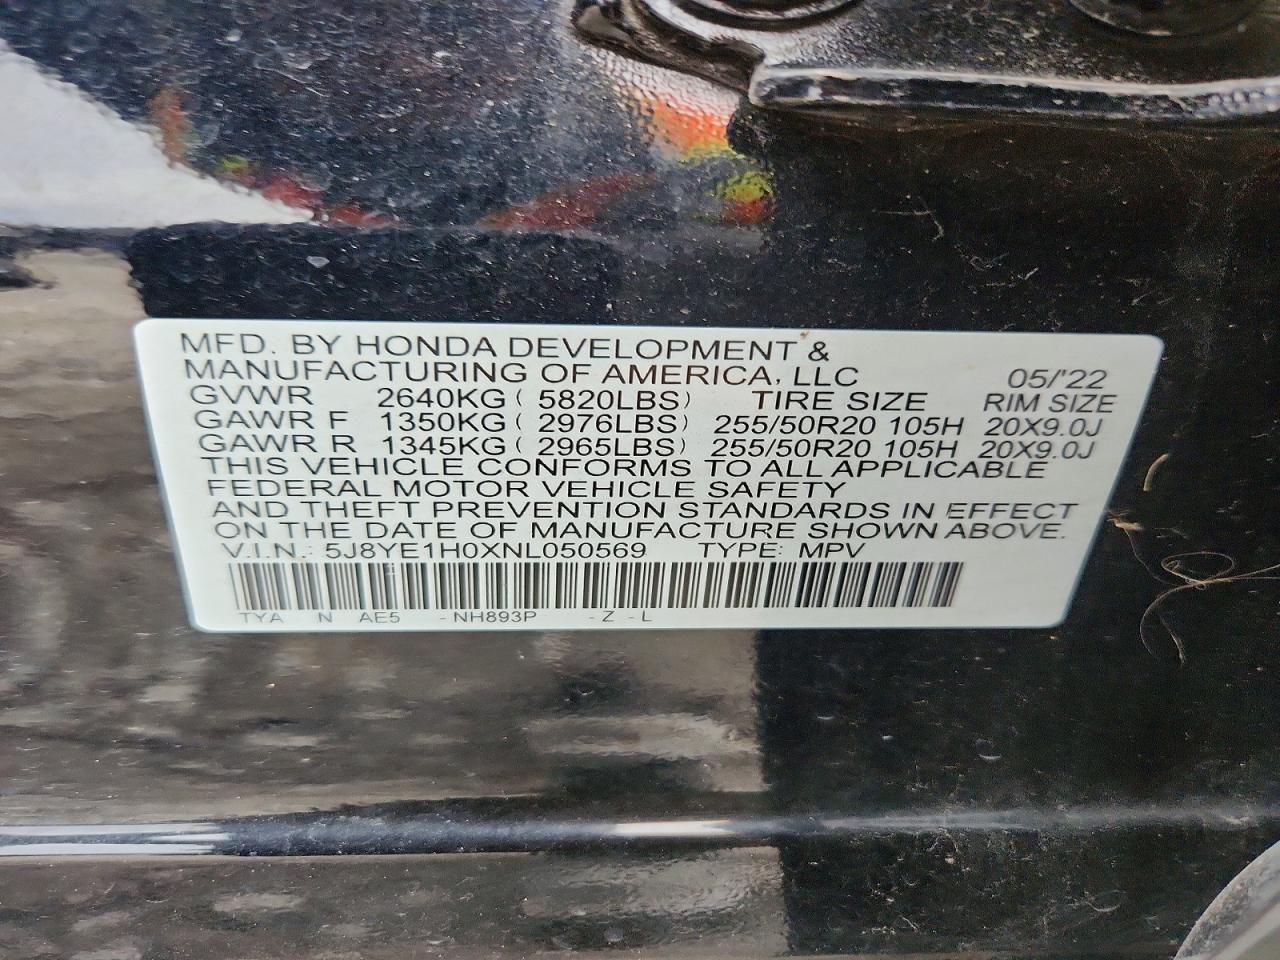 MFD. BY HONDA DEVELOPMENT &
MANUFACTURING OF AMERICA, LLC 05/'22
GVWR 2640KG ( 5820LBS) TIRE SIZE RIM SIZE
GAWR F 1350KG ( 2976LBS) 255/50R20 105H 20X9.0J
GAWR R 1345KG ( 2965LBS) 255/50R20 105H 20X9.0J
THIS VEHICLE CONFORMS TO ALL APPLICABLE
FEDERAL MOTOR VEHICLE SAFETY
AND THEFT PREVENTION STANDARDS IN EFFECT
ON THE DATE OF MANUFACTURE SHOWN ABOVE.
V.I.N.: 5J8YE1H0XNL050569 TYPE: MPV
TYA N AE5 -NH893P -Z -L